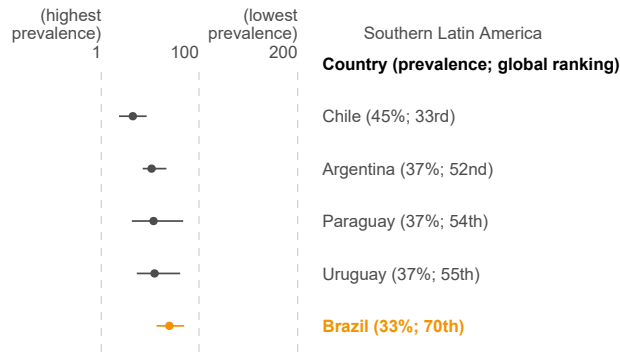 (highest
prevalence)
1
100
(lowest
prevalence)
200
Southern Latin America
Country (prevalence; global ranking)
Chile (45%; 33rd)
Argentina (37%; 52nd)
Paraguay (37%; 54th)
Uruguay (37%; 55th)
Brazil (33%; 70th)